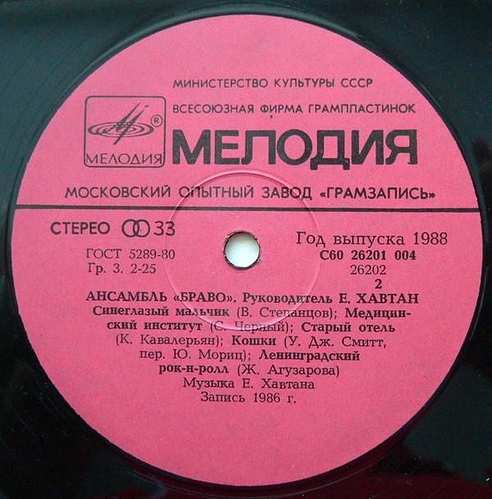 МИНИСТЕРСТВО КУЛЬТУРЫ СССР
ВСЕСОЮЗНАЯ ФИРМА ГРАМПЛАСТИНОК
® МЕЛОДИЯ МЕЛОДИЯ
МОСКОВСКИЙ ОПЫТНЫЙ ЗАВОД «ГРАМЗАПИСЬ»
СТЕРЕО 33 Год выпуска 1988
ГОСТ 5289-80 С60 26201 004
Гр. 3. 2-25 26202
2
АНСАМБЛЬ «БРАВО». Руководитель Е. ХАВТАН
Синеглазый мальчик (В. Степанцов); Медицин-
ский институт (С. Черный); Старый отель
(К. Кавалерьян); Кошки (У. Дж. Смитт,
пер. Ю. Мориц); Ленинградский
рок-н-ролл (Ж. Агузарова)
Музыка Е. Хавтана
Запись 1986 г.